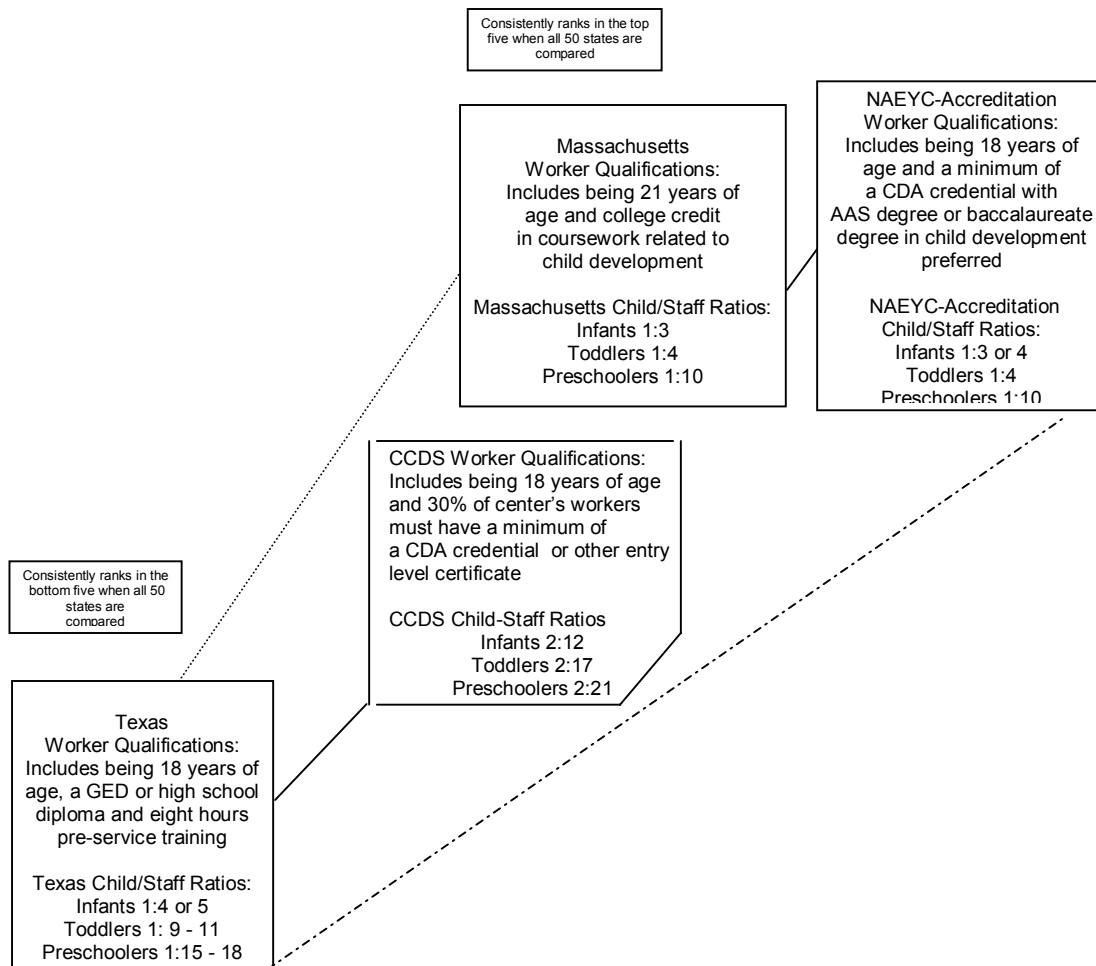 Consistently ranks in the top
five when all 50 states are
compared
Massachusetts
Worker Qualifications:
Includes being 21 years of
age and college credit
in coursework related to
child development
Massachusetts Child/Staff Ratios:
Infants 1:3
Toddlers 1:4
Preschoolers 1:10
NAEYC-Accreditation
Worker Qualifications:
Includes being 18 years of
age and a minimum of
a CDA credential with
AAS degree or baccalaureate
degree in child development
preferred
NAEYC-Accreditation
Child/Staff Ratios:
Infants 1:3 or 4
Toddlers 1:4
Preschoolers 1:10
CCDS Worker Qualifications:
Includes being 18 years of age
and 30% of center's workers
must have a minimum of
a CDA credential  or other entry
level certificate
CCDS Child-Staff Ratios
Infants 2:12
Toddlers 2:17
Preschoolers 2:21
Consistently ranks in the
bottom five when all 50
states are
compared
Texas
Worker Qualifications:
Includes being 18 years of
age, a GED or high school
diploma and eight hours
pre-service training
Texas Child/Staff Ratios:
Infants 1:4 or 5
Toddlers 1: 9 - 11
Preschoolers 1:15 - 18